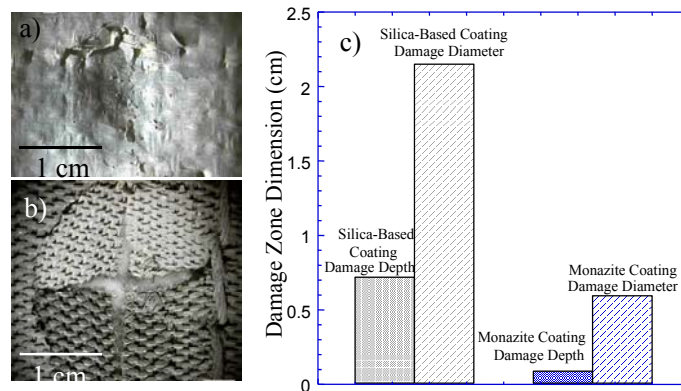 a)
1 cm
b)
1 cm
c)
Damage Zone Dimension (cm)
2.5
2
1.5
1
0.5
0
Silica-Based Coating
Damage Diameter
Silica-Based
Coating
Damage Depth
Monazite Coating
Damage Diameter
Monazite Coating
Damage Depth